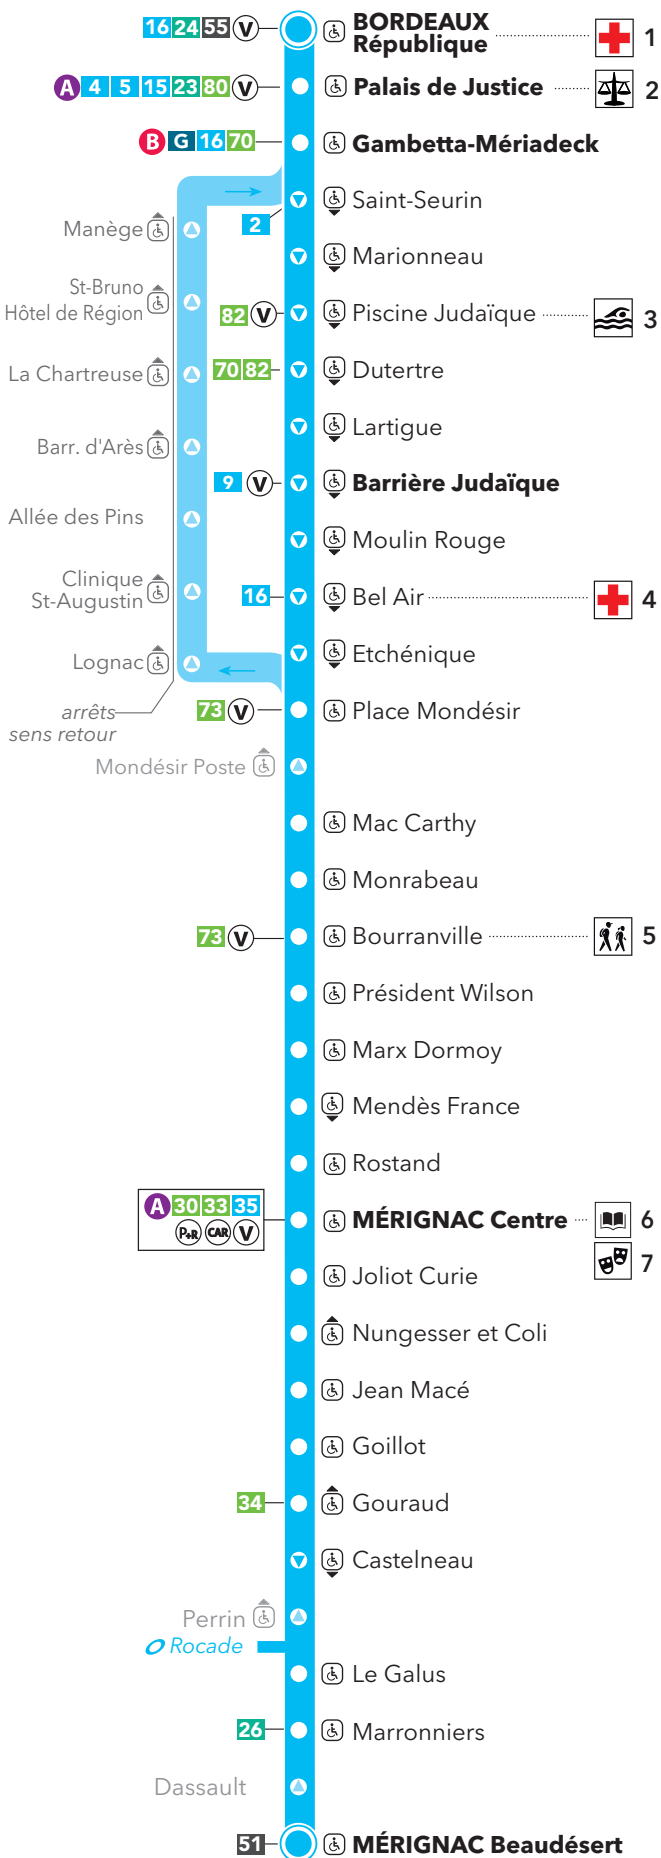 16 24 55 V BORDEAUX
République 1
A 4 5 15 23 80 V Palais de Justice 2
B G 16 70 Gambetta-Mériadeck
2 Saint-Seurin
Manège
Marionneau
St-Bruno
Hôtel de Région
82 V Piscine Judaïque 3
La Chartreuse
70 82 Dutertre
Lartigue
Barr. d'Arès
9 V Barrière Judaïque
Allée des Pins
Moulin Rouge
Clinique
St-Augustin
16 Bel Air 4
Etchénique
Lognac
arrêts
sens retour
73 V Place Mondésir
Mondésir Poste
Mac Carthy
Monrabeau
73 V Bourranville 5
Président Wilson
Marx Dormoy
Mendès France
Rostand
A 30 33 35
P+R CAR V
MÉRIGNAC Centre 6
7
Joliot Curie
Nungesser et Coli
Jean Macé
Goillot
34 Gouraud
Castelneau
Perrin
Rocade
Le Galus
26 Marronniers
Dassault
51 MÉRIGNAC Beaudésert